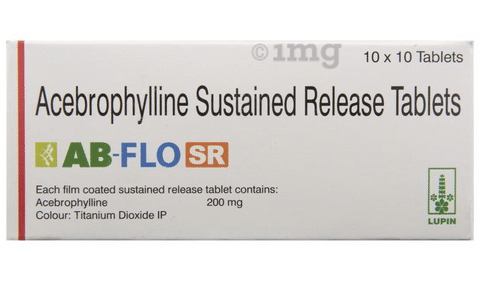 ©1mg
10 x 10 Tablets
Acebrophylline Sustained Release Tablets
AB-FLO SR
Each film coated sustained release tablet contains:
Acebrophylline 200 mg
Colour: Titanium Dioxide IP
LUPIN